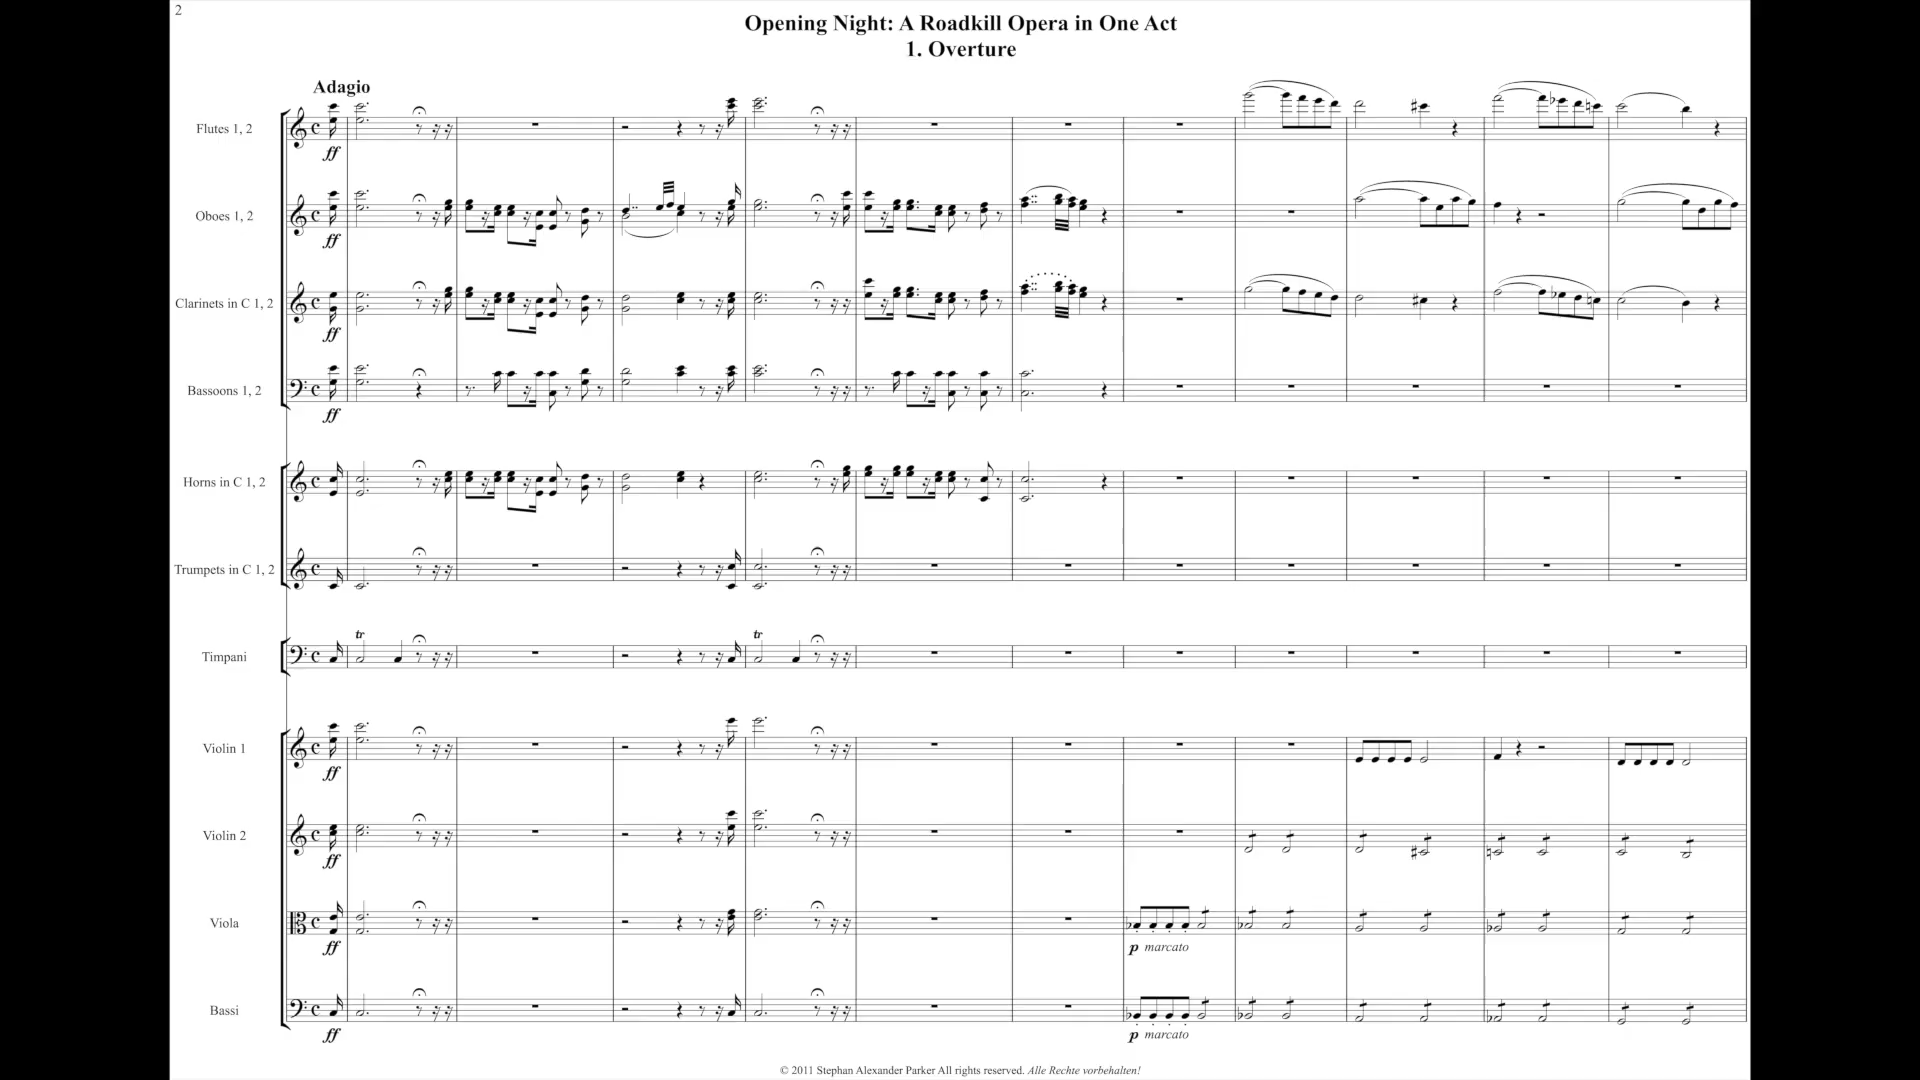 2
Opening Night: A Roadkill Opera in One Act
1. Overture
Adagio
Flutes 1, 2
ff
Oboes 1, 2
ff
Clarinets in C 1, 2
ff
Bassoons 1, 2
ff
Horns in C 1, 2
Trumpets in C 1, 2
tr tr
Timpani
Violin 1
ff
Violin 2
ff
Viola
ff p marcato
Bassi
ff p marcato
© 2011 Stephan Alexander Parker All rights reserved. Alle Rechte vorbehalten!